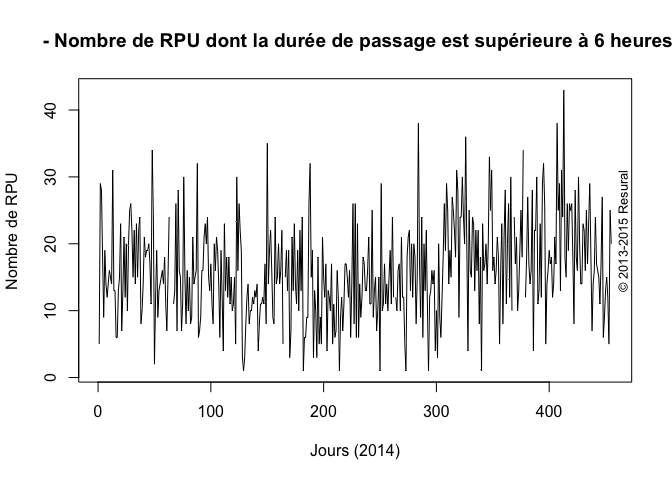 - Nombre de RPU dont la durée de passage est supérieure à 6 heures
Nombre de RPU
40
30
20
10
0
0 100 200 300 400
Jours (2014)
© 2013-2015 Resural